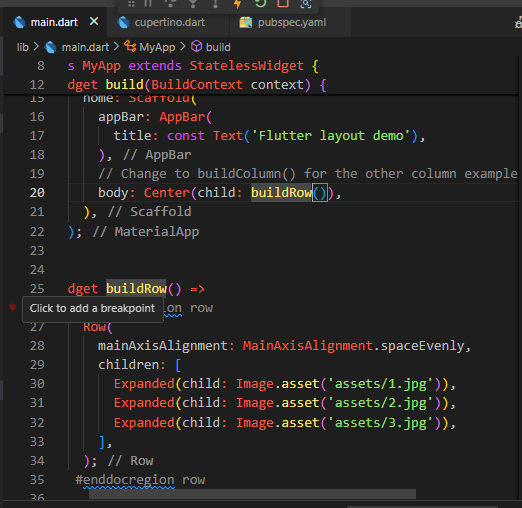 main.dart cupertino.dart pubspec.yaml
lib > main.dart > MyApp > build
8 s MyApp extends StatelessWidget {
12 dget build(BuildContext context) {
15 home: Scaffold(
16 appBar: AppBar(
17 title: const Text('Flutter layout demo'),
18 ), // AppBar
19 // Change to buildColumn() for the other column example
20 body: Center(child: buildRow()),
21 ), // Scaffold
22 ); // MaterialApp
23
24
25 dget buildRow() =>
Click to add a breakpoint ion row
27 Row(
28 mainAxisAlignment: MainAxisAlignment.spaceEvenly,
29 children: [
30 Expanded(child: Image.asset('assets/1.jpg')),
31 Expanded(child: Image.asset('assets/2.jpg')),
32 Expanded(child: Image.asset('assets/3.jpg')),
33 ],
34 ); // Row
35 #enddocregion row
36